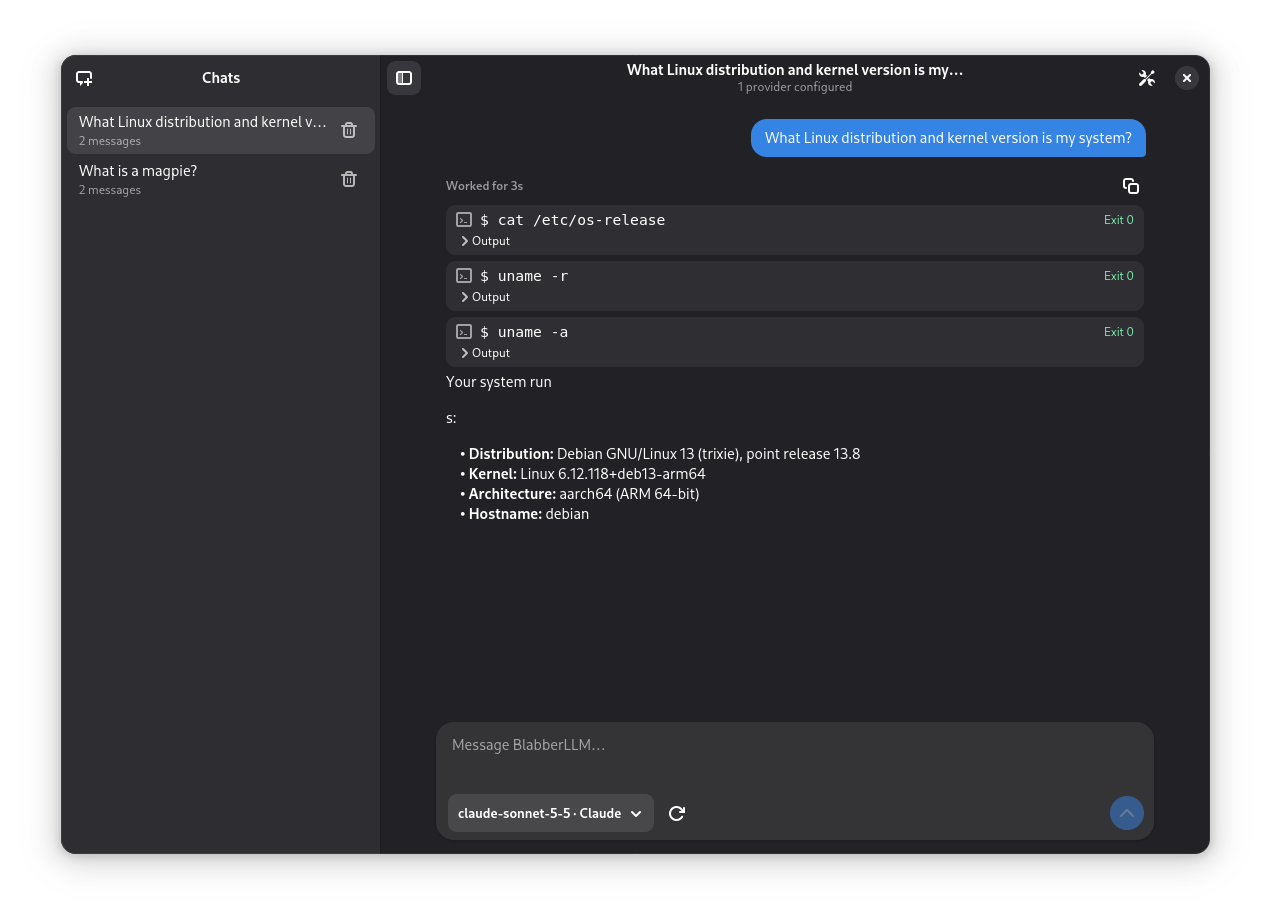 Chats
What Linux distribution and kernel v...
2 messages
What is a magpie?
2 messages
What Linux distribution and kernel version is my...
1 provider configured
What Linux distribution and kernel version is my system?
Worked for 3s
$ cat /etc/os-release
Exit 0
Output
$ uname -r
Exit 0
Output
$ uname -a
Exit 0
Output
Your system run
s:
• Distribution: Debian GNU/Linux 13 (trixie), point release 13.8
• Kernel: Linux 6.12.118+deb13-arm64
• Architecture: aarch64 (ARM 64-bit)
• Hostname: debian
Message BlabberLLM...
claude-sonnet-5-5 · Claude